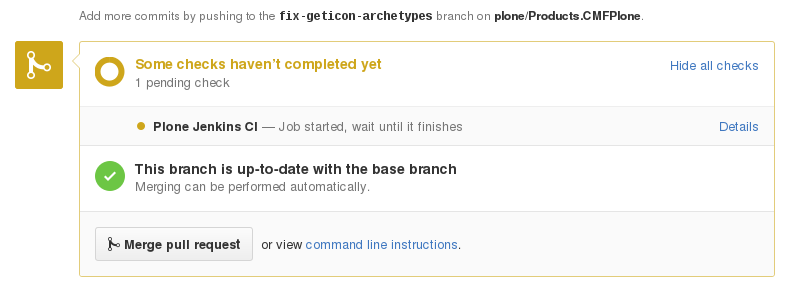 Add more commits by pushing to the fix-geticon-archetypes branch on plone/Products.CMFPlone.
Some checks haven't completed yet
Hide all checks
1 pending check
Plone Jenkins CI — Job started, wait until it finishes
Details
This branch is up-to-date with the base branch
Merging can be performed automatically.
Merge pull request or view command line instructions.